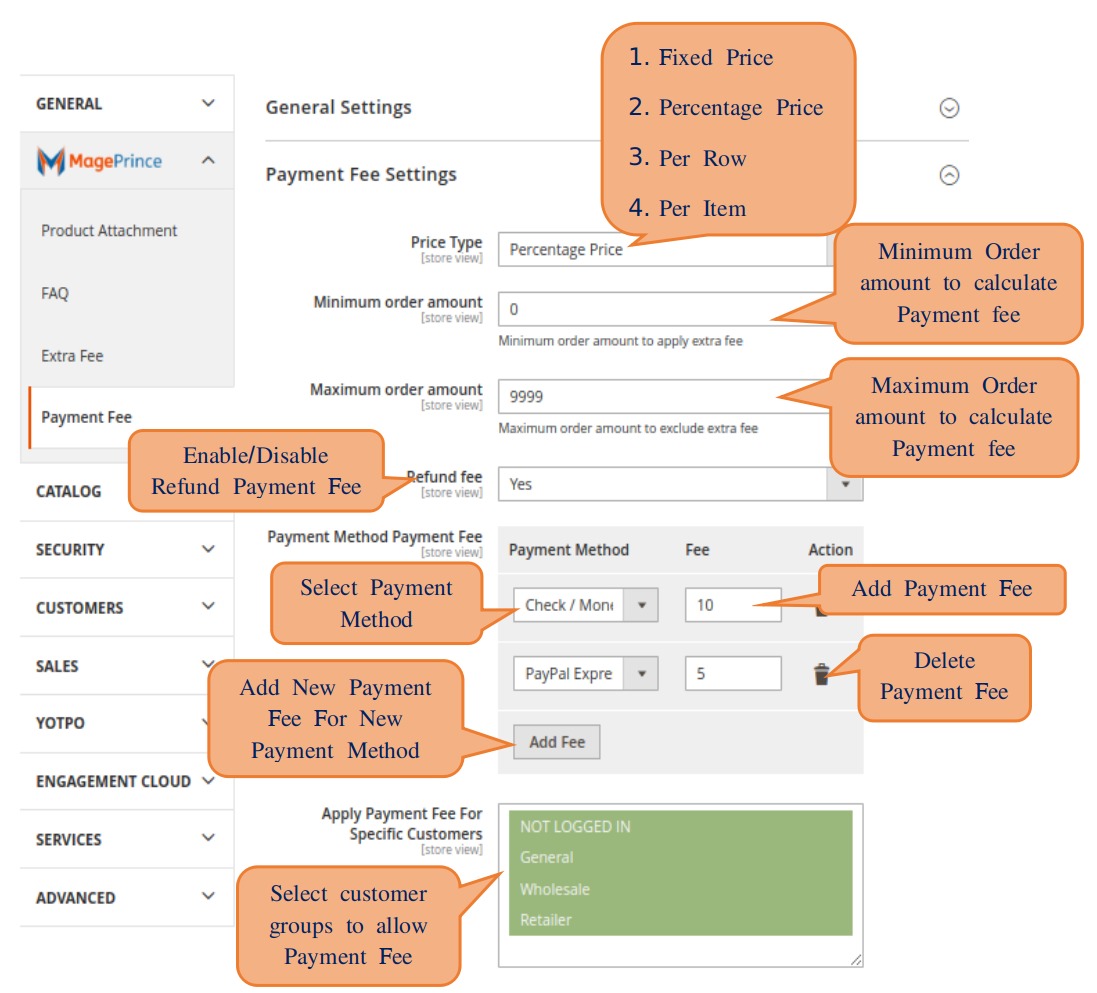 GENERAL
MagePrince
Product Attachment
FAQ
Extra Fee
Payment Fee
CATALOG
SECURITY
CUSTOMERS
SALES
YOTPO
ENGAGEMENT CLOUD
SERVICES
ADVANCED
General Settings
Payment Fee Settings
1. Fixed Price
2. Percentage Price
3. Per Row
4. Per Item
Price Type
[store view]
Percentage Price
Minimum order amount
[store view]
0
Minimum order amount to apply extra fee
Minimum Order
amount to calculate
Payment fee
Maximum order amount
[store view]
9999
Maximum order amount to exclude extra fee
Maximum Order
amount to calculate
Payment fee
Enable/Disable
Refund Payment Fee
Refund fee
[store view]
Yes
Payment Method Payment Fee
[store view]
Payment Method Fee Action
Select Payment
Method
Check / Mone
10
Add Payment Fee
PayPal Expre
5
Delete
Payment Fee
Add New Payment
Fee For New
Payment Method
Add Fee
Apply Payment Fee For
Specific Customers
[store view]
NOT LOGGED IN
General
Wholesale
Retailer
Select customer
groups to allow
Payment Fee